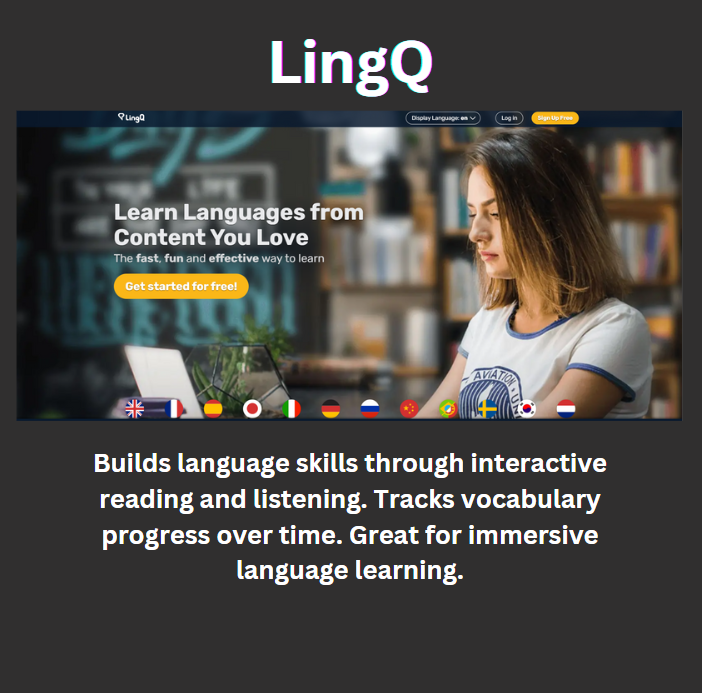 LingQ
LingQ
Display Language: en
Log In
Sign Up Free
Learn Languages from
Content You Love
The fast, fun and effective way to learn
Get started for free!
AVIATION
Builds language skills through interactive
reading and listening. Tracks vocabulary
progress over time. Great for immersive
language learning.